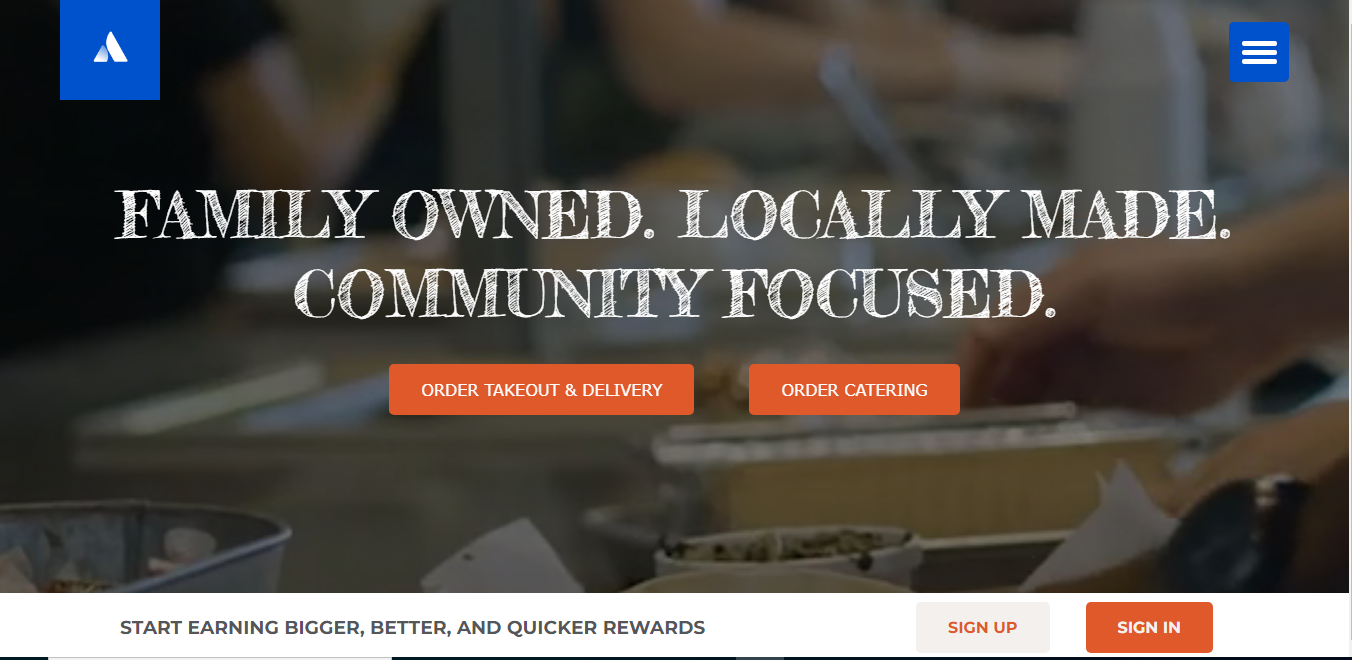 FAMILY OWNED. LOCALLY MADE.
COMMUNITY FOCUSED.
ORDER TAKEOUT & DELIVERY
ORDER CATERING
START EARNING BIGGER, BETTER, AND QUICKER REWARDS
SIGN UP
SIGN IN